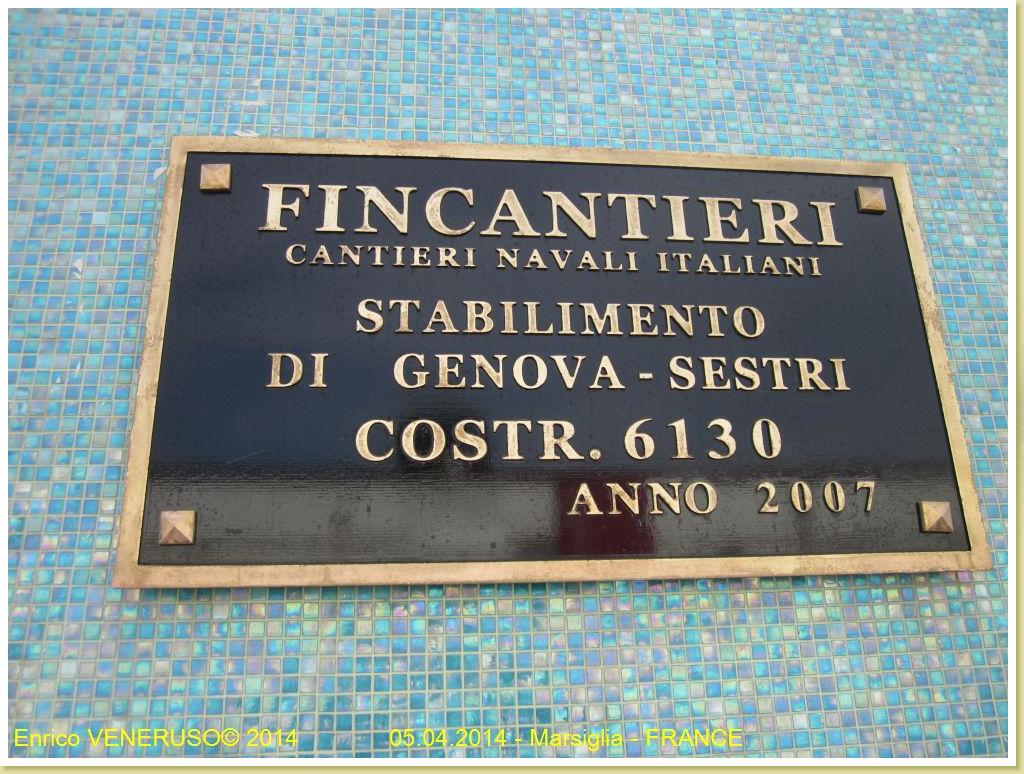 FINCANTIERI
CANTIERI NAVALI ITALIANI
STABILIMENTO
DI GENOVA - SESTRI
COSTR. 6130
ANNO 2007
Enrico VENERUSO© 2014 05.04.2014 - Marsiglia - FRANCE